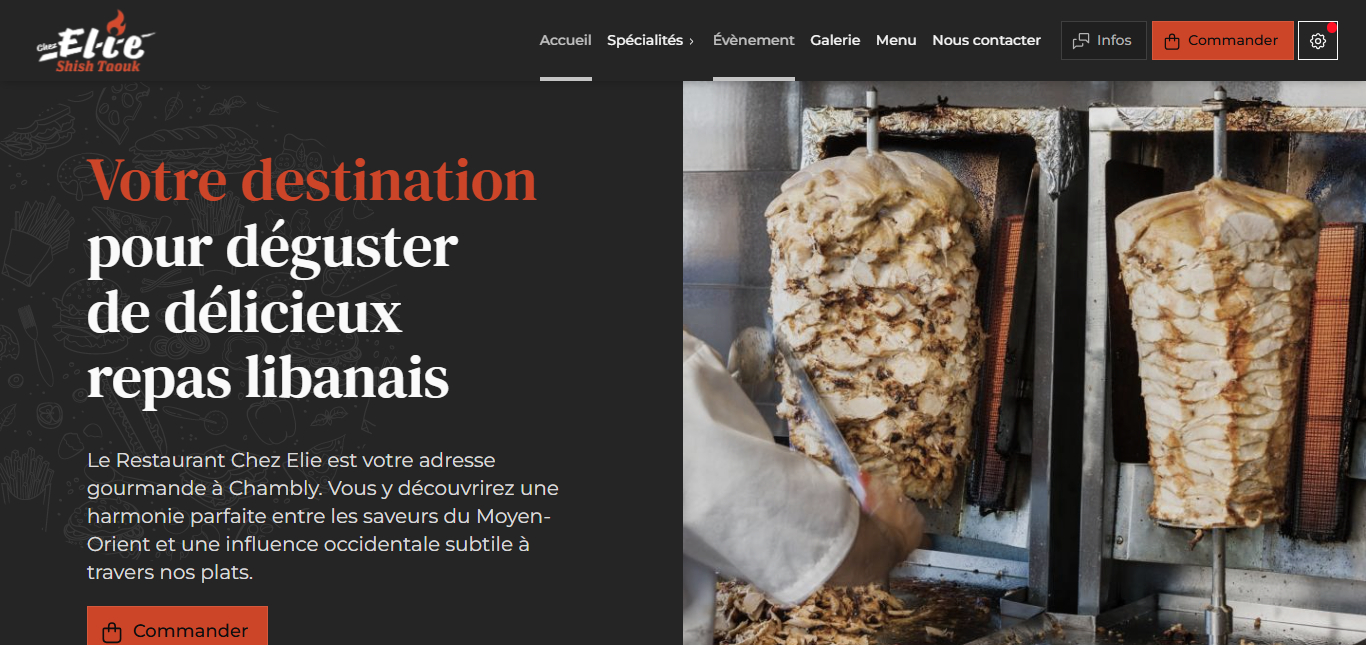 Chez Elie
Shish Taouk
Accueil
Spécialités ›
Évènement
Galerie
Menu
Nous contacter
Infos
Commander
Votre destination
pour déguster
de délicieux
repas libanais
Le Restaurant Chez Elie est votre adresse
gourmande à Chambly. Vous y découvrirez une
harmonie parfaite entre les saveurs du Moyen-
Orient et une influence occidentale subtile à
travers nos plats.
Commander